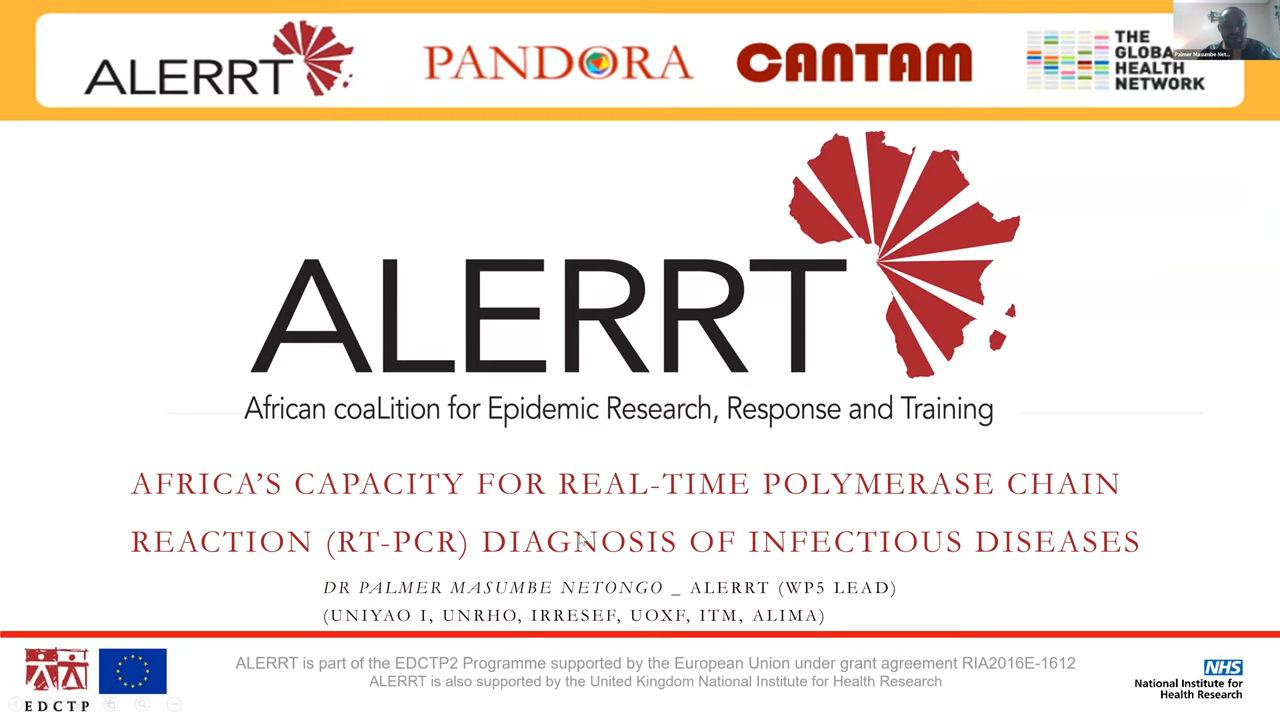 ALERRT
PANDORA
CANTAM
THE
GLOBAL
HEALTH
NETWORK
Palmer Masumbe Net...
ALERRT
African coaLition for Epidemic Research, Response and Training
AFRICA'S CAPACITY FOR REAL-TIME POLYMERASE CHAIN
REACTION (RT-PCR) DIAGNOSIS OF INFECTIOUS DISEASES
DR PALMER MASUMBE NETONGO _ ALERRT (WP5 LEAD)
(UNIYAO I, UNRHO, IRRESEF, UOXF, ITM, ALIMA)
EDCTP
ALERRT is part of the EDCTP2 Programme supported by the European Union under grant agreement RIA2016E-1612
ALERRT is also supported by the United Kingdom National Institute for Health Research
NHS
National Institute for
Health Research